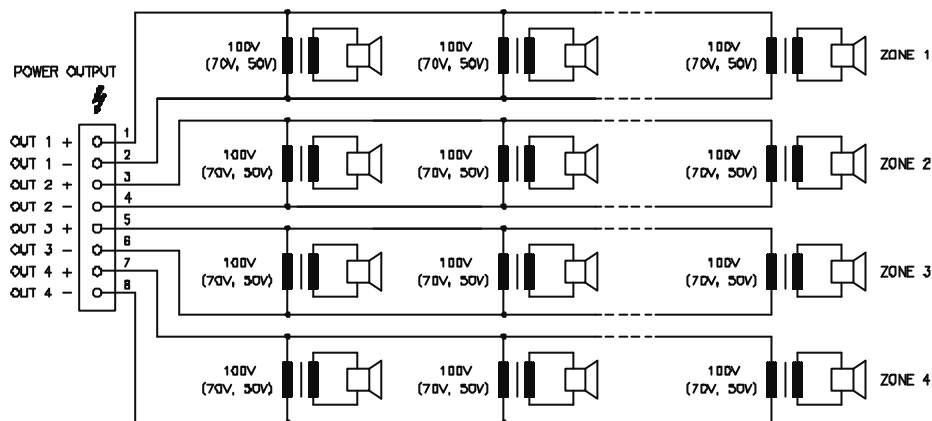 100V 100V 100V
(70V, 50V) (70V, 50V) (70V, 50V) ZONE 1
POWER OUTPUT
OUT 1 + 1
OUT 1 - 2
OUT 2 + 3
OUT 2 - 4
OUT 3 + 5
OUT 3 - 6
OUT 4 + 7
OUT 4 - 8
100V 100V 100V
(70V, 50V) (70V, 50V) (70V, 50V) ZONE 2
100V 100V 100V
(70V, 50V) (70V, 50V) (70V, 50V) ZONE 3
100V 100V 100V
(70V, 50V) (70V, 50V) (70V, 50V) ZONE 4